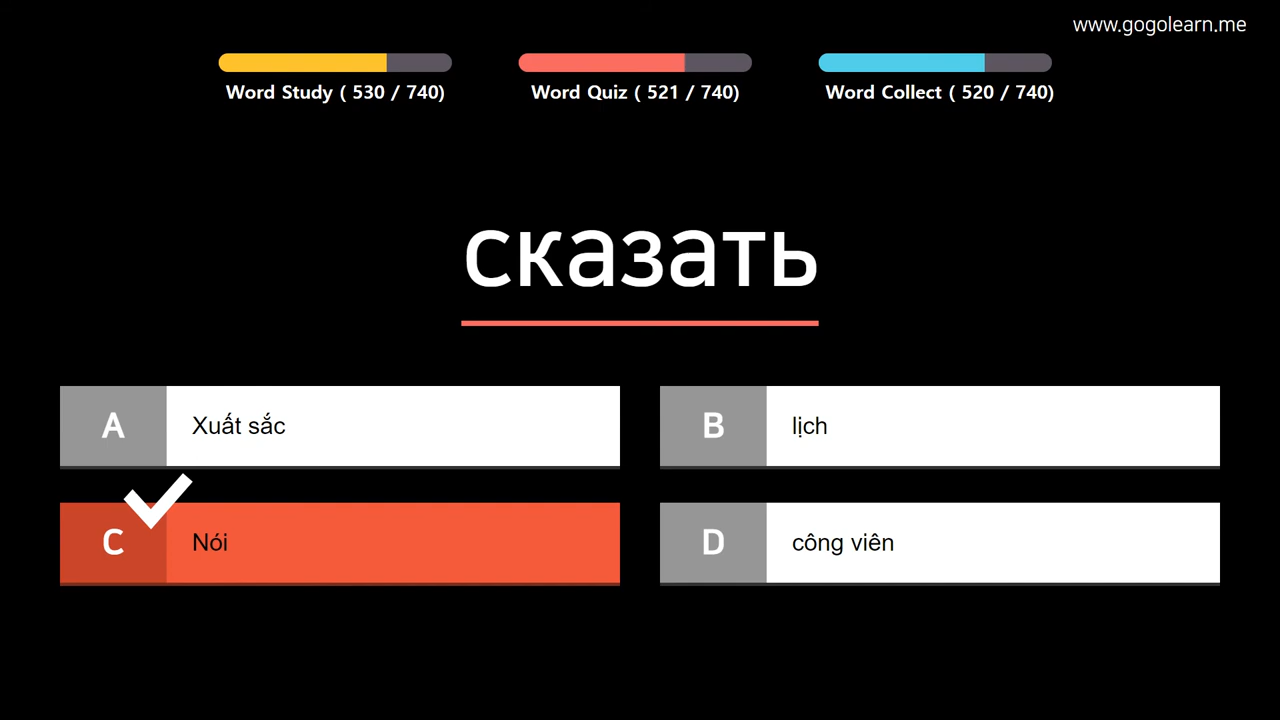 www.gogolearn.me
Word Study ( 530 / 740)
Word Quiz ( 521 / 740)
Word Collect ( 520 / 740)
сказать
A
Xuất sắc
B
lịch
C
Nói
D
công viên